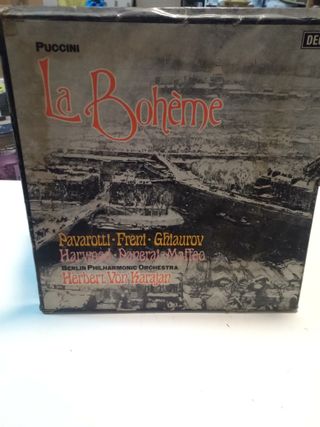 PUCCINI
La Bohème
Pavarotti · Freni · Ghiaurov
Harwood · Panerai · Maffeo
BERLIN PHILHARMONIC ORCHESTRA
Herbert Von Karajan